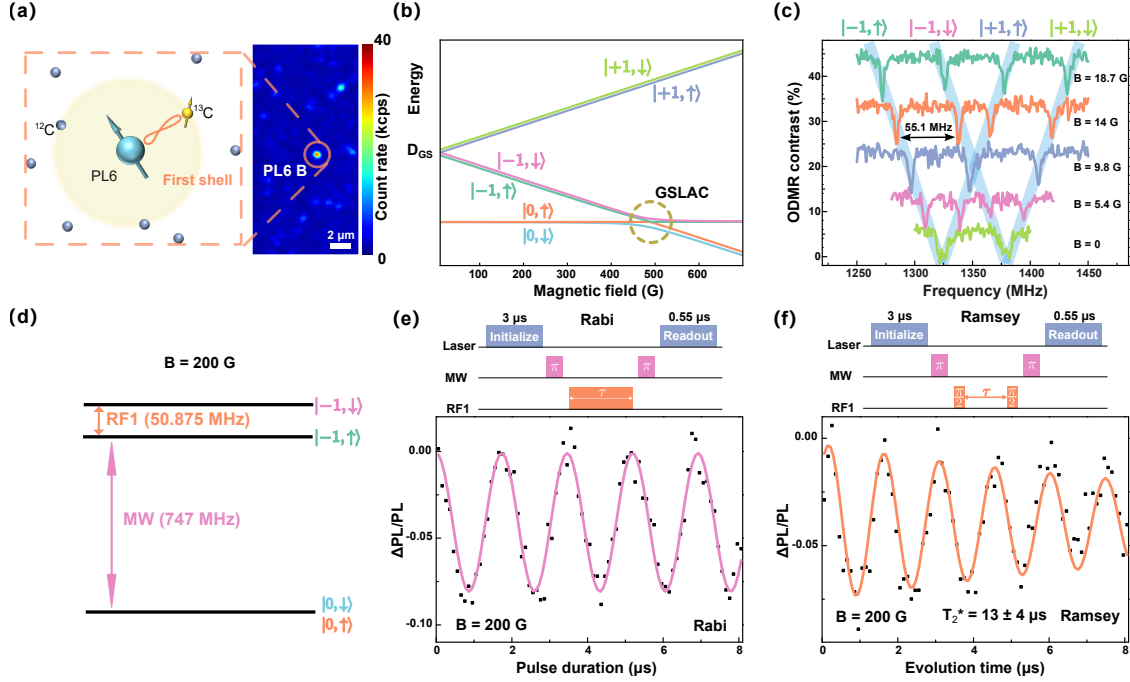 (a)
12C
13C
PL6
First shell
PL6 B
2 μm
40
Count rate (kcps)
0
(b)
Energy
D_GS
|+1,↓⟩
|+1,↑⟩
|−1,↓⟩
|−1,↑⟩
GSLAC
|0,↑⟩
|0,↓⟩
100 200 300 400 500 600
Magnetic field (G)
(c)
|−1,↑⟩ |−1,↓⟩ |+1,↑⟩ |+1,↓⟩
ODMR contrast (%)
40
30
20
10
0
B = 18.7 G
55.1 MHz
B = 14 G
B = 9.8 G
B = 5.4 G
B = 0
1250 1300 1350 1400 1450
Frequency (MHz)
(d)
B = 200 G
|−1,↓⟩
RF1 (50.875 MHz)
|−1,↑⟩
MW (747 MHz)
|0,↓⟩
|0,↑⟩
(e)
3 μs Rabi 0.55 μs
Laser Initialize Readout
MW π π
RF1 τ
ΔPL/PL
0.00
-0.05
-0.10
B = 200 G Rabi
0 2 4 6 8
Pulse duration (μs)
(f)
3 μs Ramsey 0.55 μs
Laser Initialize Readout
MW π π
RF1 π/2 τ π/2
ΔPL/PL
0.00
-0.05
B = 200 G T2* = 13 ± 4 μs Ramsey
0 2 4 6 8
Evolution time (μs)